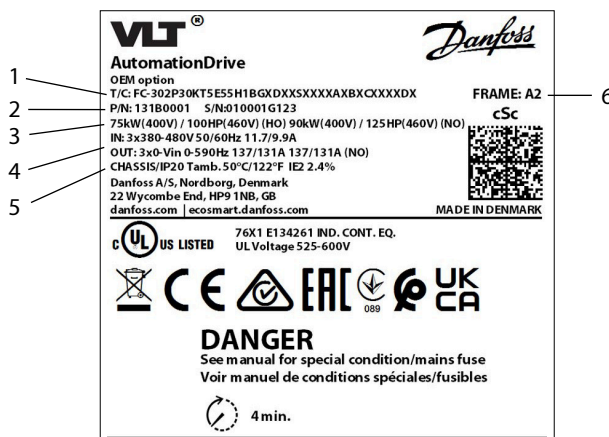 VLT ®
Danfoss
AutomationDrive
OEM option
1
T/C: FC-302P30KT5E55H1BGXDXXSXXXXAXBXCXXXXDX
FRAME: A2
6
2
P/N: 131B0001 S/N:010001G123
cSc
3
75kW(400V) / 100HP(460V) (HO) 90kW(400V) / 125HP(460V) (NO)
IN: 3x380-480V 50/60Hz 11.7/9.9A
4
OUT: 3x0-Vin 0-590Hz 137/131A 137/131A (NO)
5
CHASSIS/IP20 Tamb. 50°C/122°F IE2 2.4%
Danfoss A/S, Nordborg, Denmark
22 Wycombe End, HP9 1NB, GB
danfoss.com | ecosmart.danfoss.com
MADE IN DENMARK
C UL US LISTED
76X1 E134261 IND. CONT. EQ.
UL Voltage 525-600V
CE
EAC
089
UK
CA
DANGER
See manual for special condition/mains fuse
Voir manuel de conditions spéciales/fusibles
4 min.